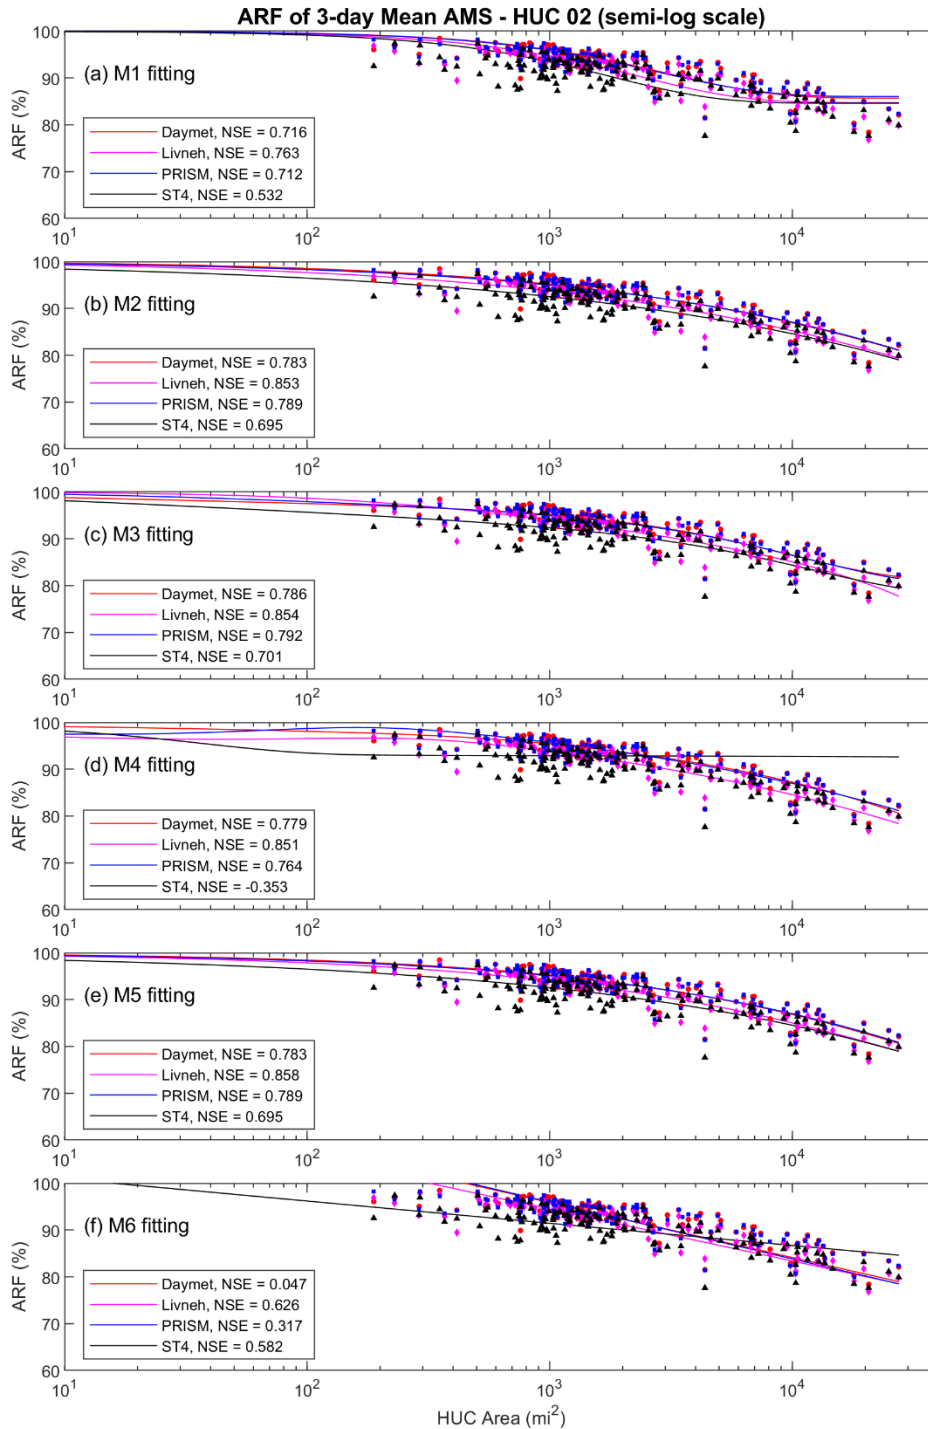 ARF of 3-day Mean AMS - HUC 02 (semi-log scale)
100
90
80
70
60
ARF (%)
(a) M1 fitting
Daymet, NSE = 0.716
Livneh, NSE = 0.763
PRISM, NSE = 0.712
ST4, NSE = 0.532
10^1
10^2
10^3
10^4
100
90
80
70
60
ARF (%)
(b) M2 fitting
Daymet, NSE = 0.783
Livneh, NSE = 0.853
PRISM, NSE = 0.789
ST4, NSE = 0.695
10^1
10^2
10^3
10^4
100
90
80
70
60
ARF (%)
(c) M3 fitting
Daymet, NSE = 0.786
Livneh, NSE = 0.854
PRISM, NSE = 0.792
ST4, NSE = 0.701
10^1
10^2
10^3
10^4
100
90
80
70
60
ARF (%)
(d) M4 fitting
Daymet, NSE = 0.779
Livneh, NSE = 0.851
PRISM, NSE = 0.764
ST4, NSE = -0.353
10^1
10^2
10^3
10^4
100
90
80
70
60
ARF (%)
(e) M5 fitting
Daymet, NSE = 0.783
Livneh, NSE = 0.858
PRISM, NSE = 0.789
ST4, NSE = 0.695
10^1
10^2
10^3
10^4
100
90
80
70
60
ARF (%)
(f) M6 fitting
Daymet, NSE = 0.047
Livneh, NSE = 0.626
PRISM, NSE = 0.317
ST4, NSE = 0.582
10^1
10^2
10^3
10^4
HUC Area (mi^2)